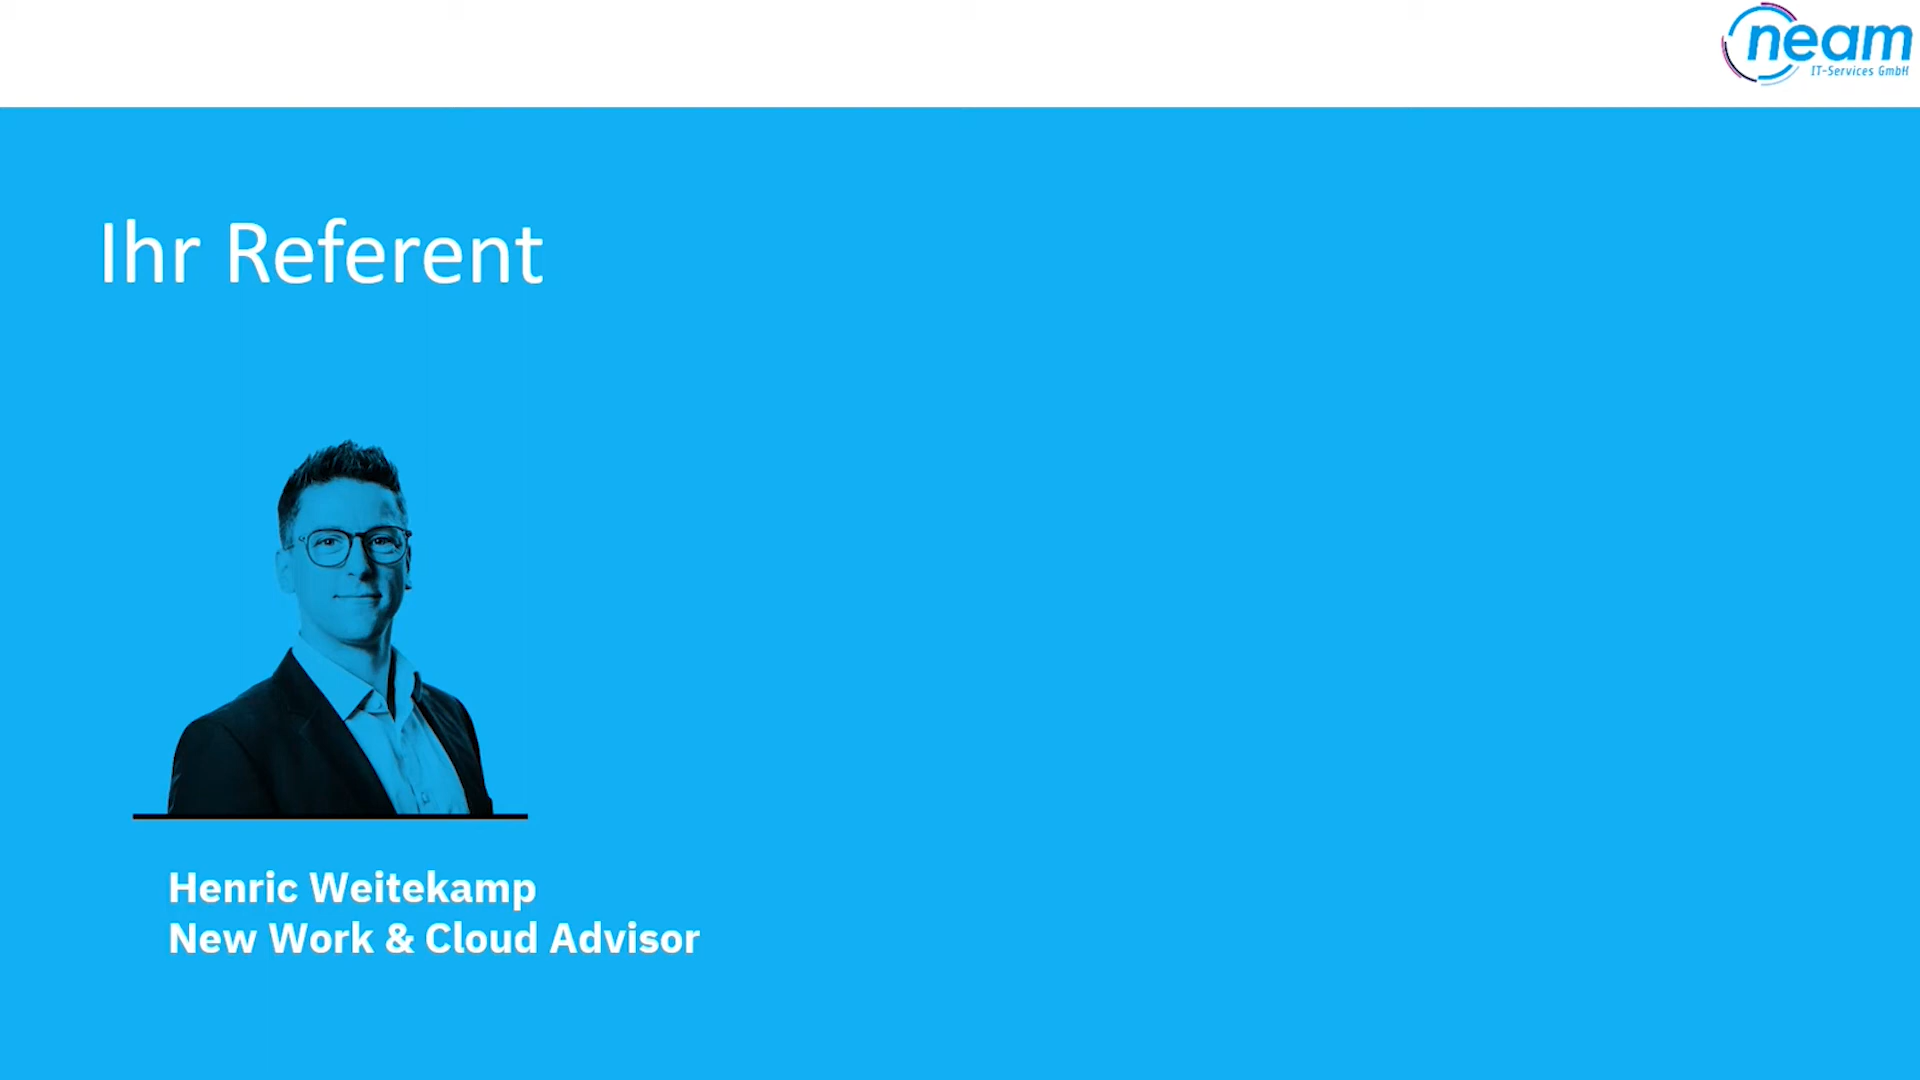 neam
IT-Services GmbH
Ihr Referent
Henric Weitekamp
New Work & Cloud Advisor